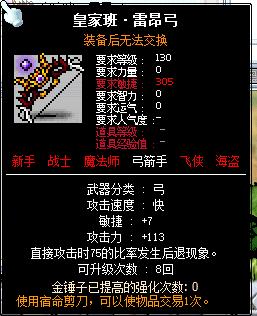 皇家班·雷昂弓
装备后无法交换
要求等级： 130
要求力量： 0
要求敏捷： 305
要求智力： 0
要求运气： 0
要求人气度： -
道具等级： -
道具经验值： -
新手 战士 魔法师 弓箭手 飞侠 海盗
武器分类 ： 弓
攻击速度 ： 快
敏捷 ： +7
攻击力 ： +113
直接攻击时75的比率发生后退现象。
可升级次数 ： 8回
金锤子已提高的强化次数: 0
使用宿命剪刀，可以使物品交易1次。